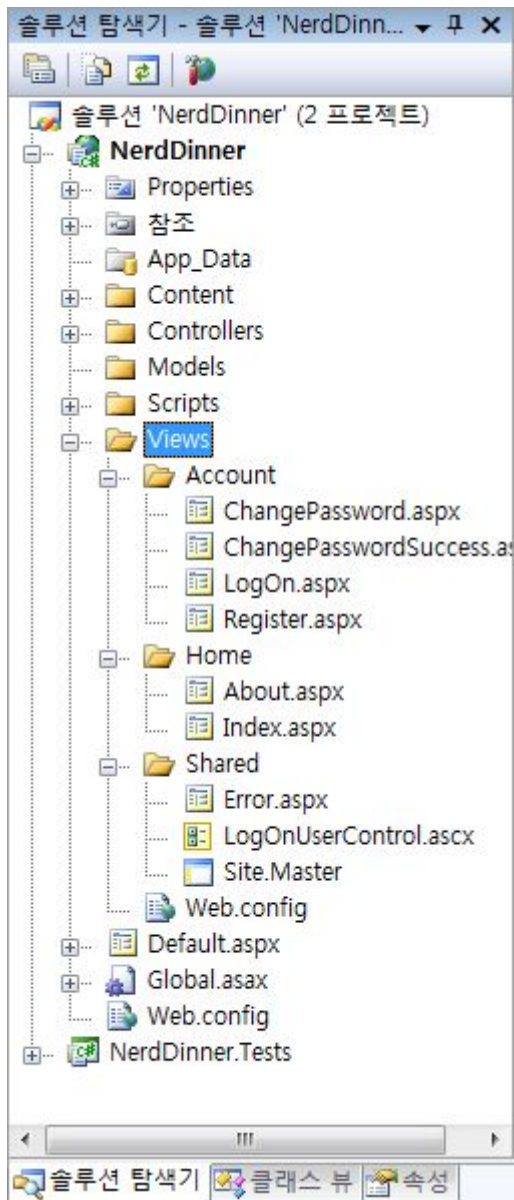 솔루션 탐색기 - 솔루션 'NerdDinn...
솔루션 'NerdDinner' (2 프로젝트)
NerdDinner
Properties
참조
App_Data
Content
Controllers
Models
Scripts
Views
Account
ChangePassword.aspx
ChangePasswordSuccess.as
LogOn.aspx
Register.aspx
Home
About.aspx
Index.aspx
Shared
Error.aspx
LogOnUserControl.ascx
Site.Master
Web.config
Default.aspx
Global.asax
Web.config
NerdDinner.Tests
솔루션 탐색기 클래스 뷰 속성